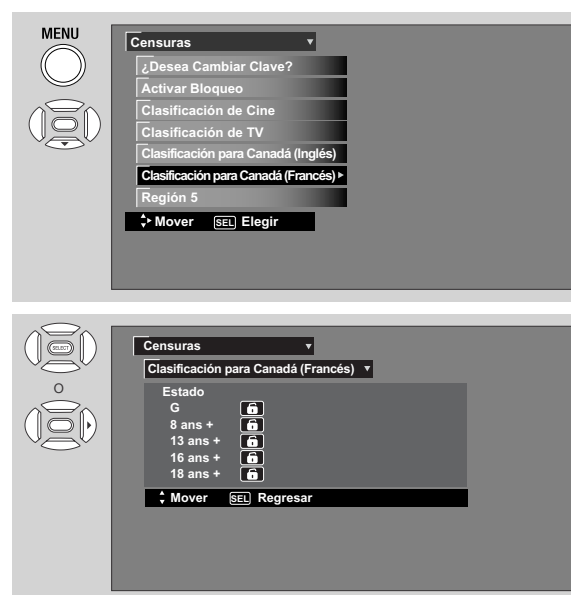 MENU
Censuras
¿Desea Cambiar Clave?
Activar Bloqueo
Clasificación de Cine
Clasificación de TV
Clasificación para Canadá (Inglés)
Clasificación para Canadá (Francés)
Región 5
Mover SEL Elegir
SELECT
O
Censuras
Clasificación para Canadá (Francés)
Estado
G
8 ans +
13 ans +
16 ans +
18 ans +
Mover SEL Regresar